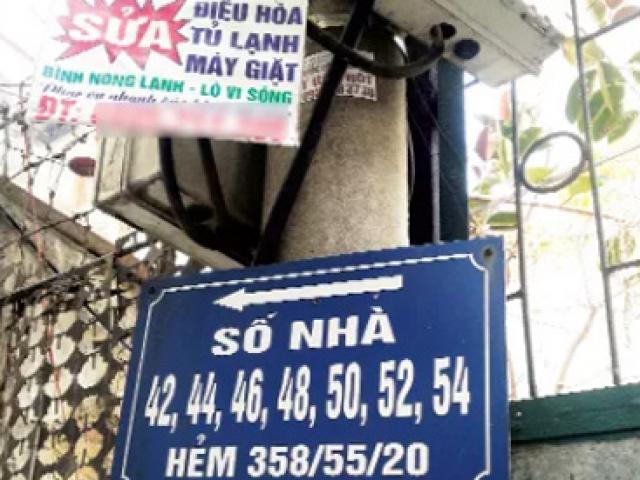 SỬA
ĐIỀU HÒA
TỦ LẠNH
MÁY GIẶT
BÌNH NÓNG LẠNH - LÒ VI SÓNG
ĐT:
SỐ NHÀ
42, 44, 46, 48, 50, 52, 54
HẺM 358/55/20